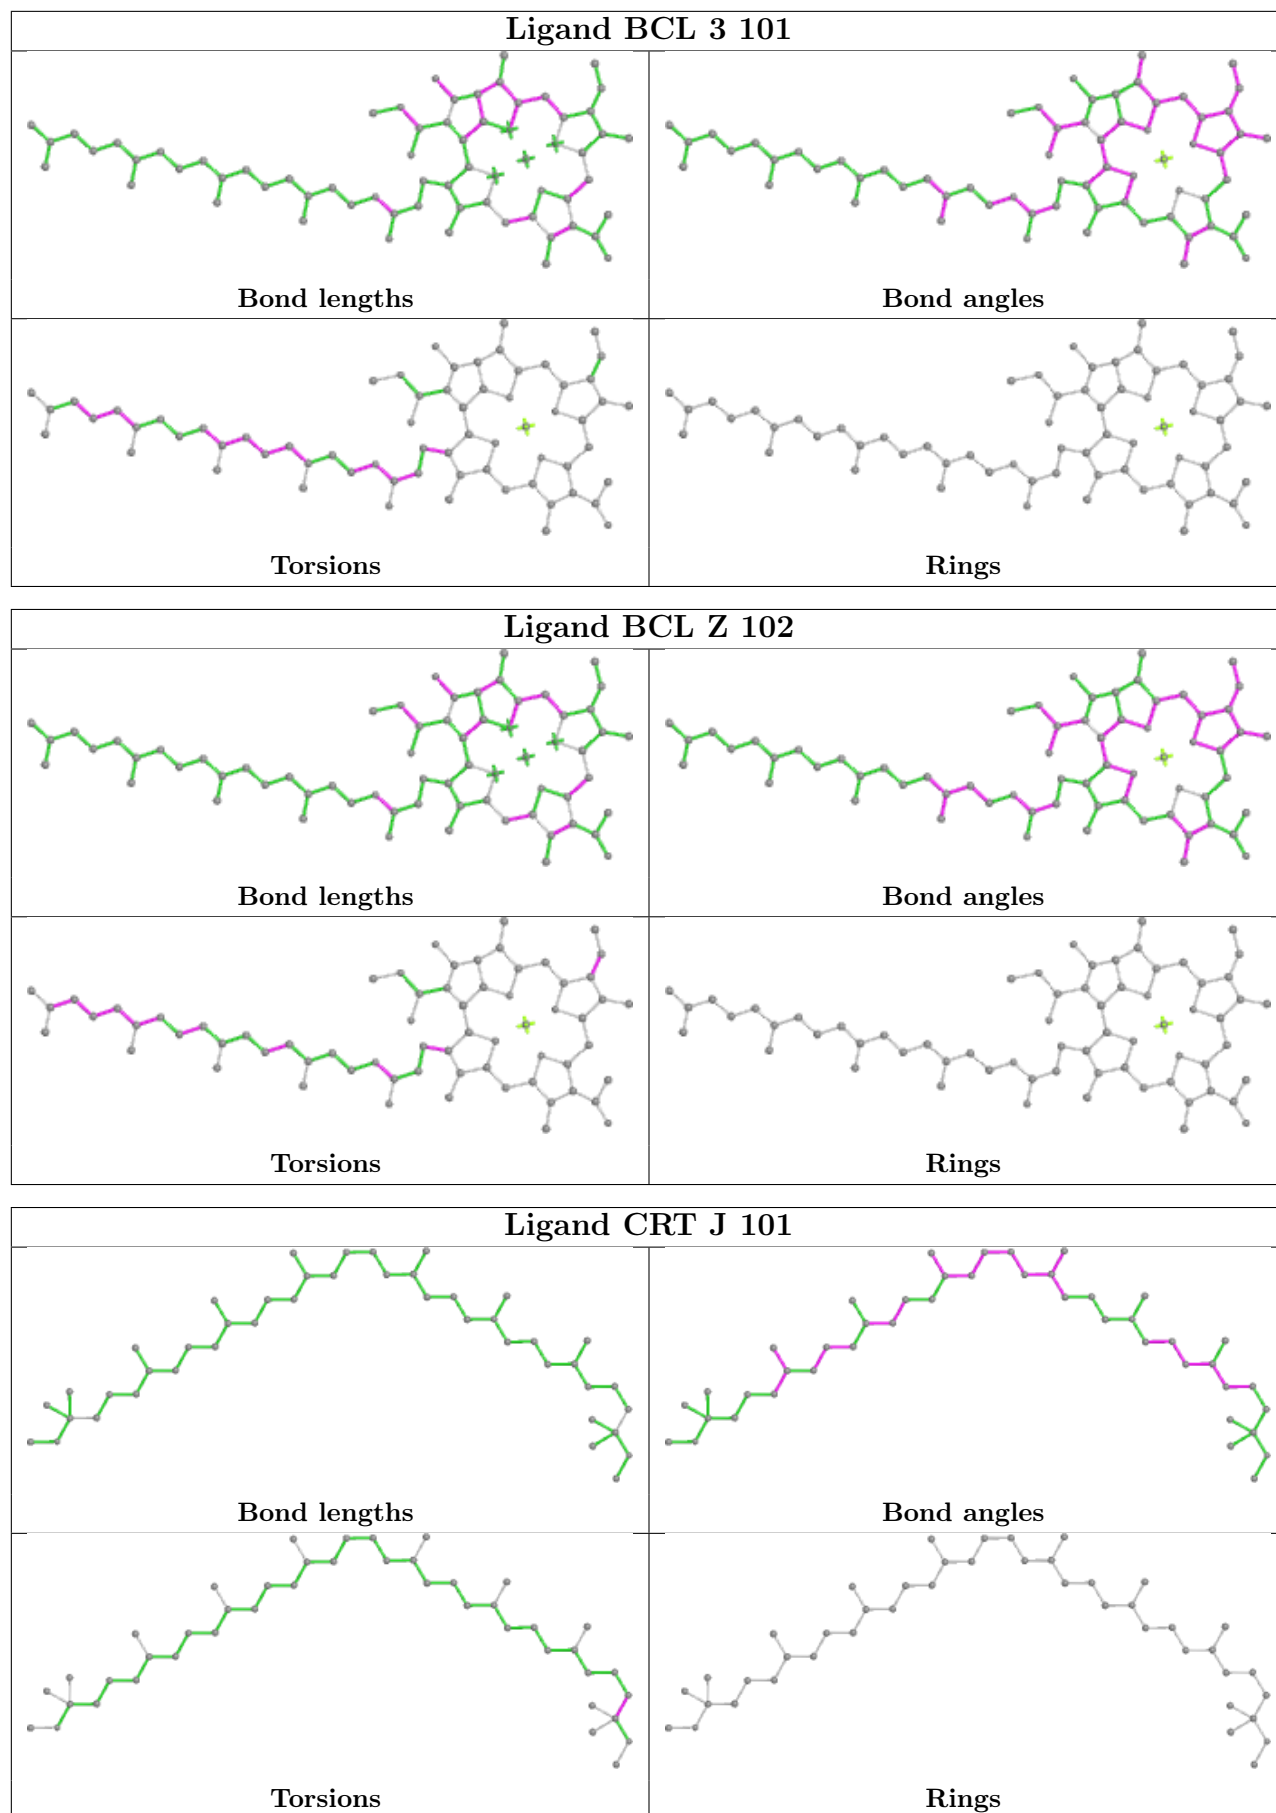 Ligand BCL 3 101
Bond lengths
Bond angles
Torsions
Rings
Ligand BCL Z 102
Bond lengths
Bond angles
Torsions
Rings
Ligand CRT J 101
Bond lengths
Bond angles
Torsions
Rings